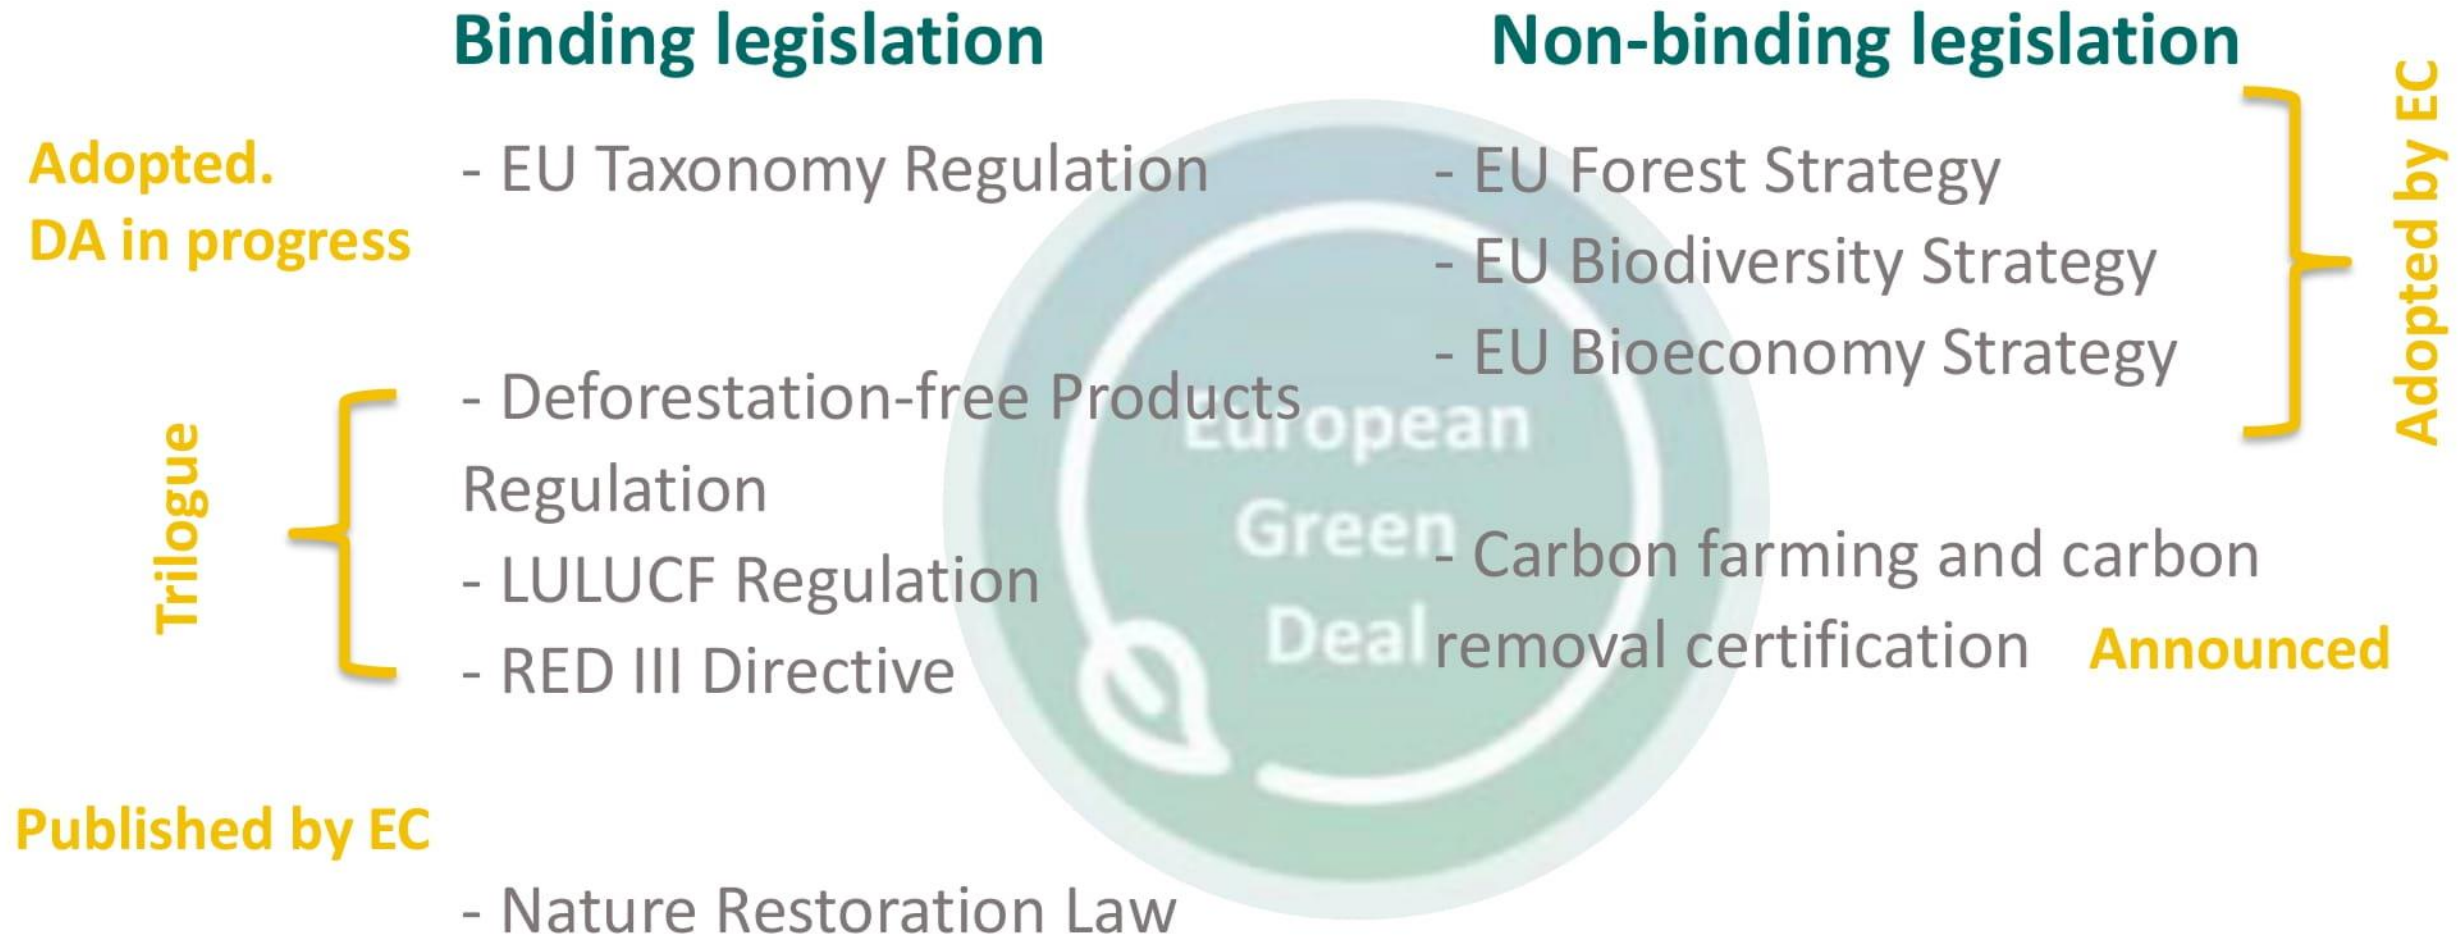 Binding legislation
Adopted.
DA in progress
- EU Taxonomy Regulation
Trilogue
- Deforestation-free Products
Regulation
- LULUCF Regulation
- RED III Directive
Published by EC
- Nature Restoration Law
Non-binding legislation
- EU Forest Strategy
- EU Biodiversity Strategy
- EU Bioeconomy Strategy
Adopted by EC
- Carbon farming and carbon
removal certification Announced
European
Green
Deal